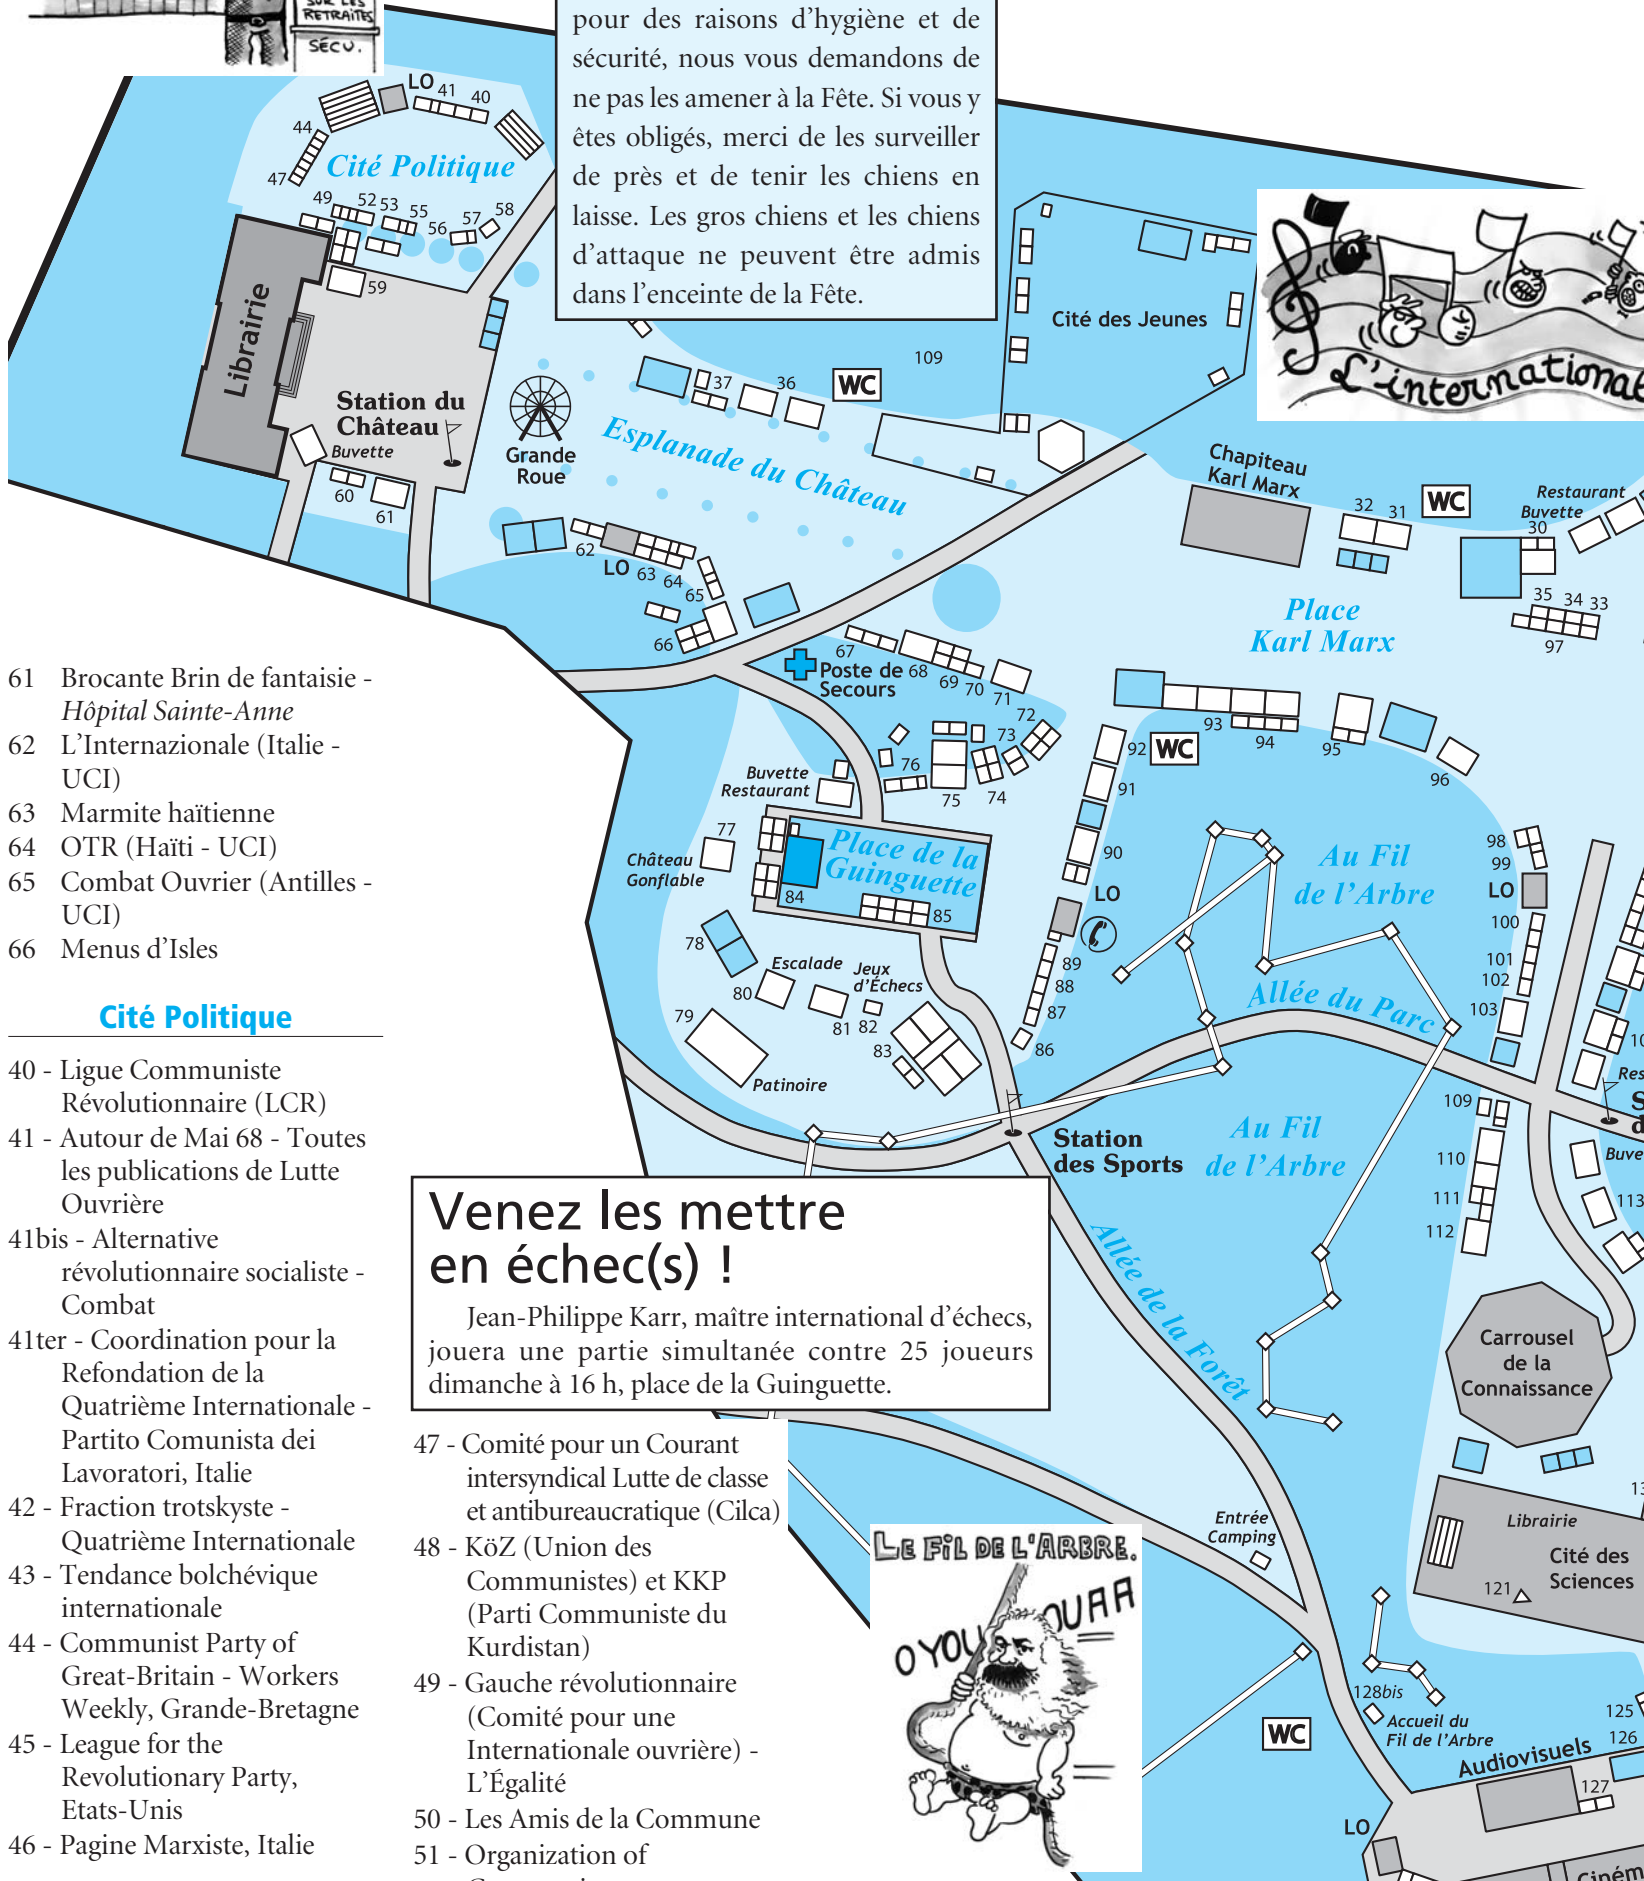 SUR LES
RETRAITES
SÉCU.
pour des raisons d'hygiène et de
sécurité, nous vous demandons de
ne pas les amener à la Fête. Si vous y
êtes obligés, merci de les surveiller
de près et de tenir les chiens en
laisse. Les gros chiens et les chiens
d'attaque ne peuvent être admis
dans l'enceinte de la Fête.
LO
41
40
44
47
Cité Politique
49
52
53
55
56
57
58
59
Librairie
Station du
Château
Buvette
60
61
Grande
Roue
37
36
WC
109
Esplanade du Château
Cité des Jeunes
L'international
Chapiteau
Karl Marx
32
31
WC
Restaurant
Buvette
30
35
34
33
97
Place
Karl Marx
62
LO
63
64
65
66
67
Poste de
Secours
68
69
70
71
72
73
74
75
76
93
94
95
96
92
WC
91
90
LO
89
88
87
86
Buvette
Restaurant
77
Château
Gonflable
Place de la
Guinguette
84
85
78
Escalade
80
Jeux
d'Échecs
81
82
83
79
Patinoire
Au Fil
de l'Arbre
98
99
LO
100
101
102
103
Allée du Parc
10
Res
S
d
Buve
113
109
110
111
112
Station
des Sports
Au Fil
de l'Arbre
Allée de la Forêt
Carrousel
de la
Connaissance
13
Librairie
Cité des
Sciences
121
Entrée
Camping
128bis
Accueil du
Fil de l'Arbre
WC
125
126
Audiovisuels
127
LO
Ciném
61 Brocante Brin de fantaisie -
Hôpital Sainte-Anne
62 L'Internazionale (Italie -
UCI)
63 Marmite haïtienne
64 OTR (Haïti - UCI)
65 Combat Ouvrier (Antilles -
UCI)
66 Menus d'Isles
Cité Politique
40 - Ligue Communiste
Révolutionnaire (LCR)
41 - Autour de Mai 68 - Toutes
les publications de Lutte
Ouvrière
41bis - Alternative
révolutionnaire socialiste -
Combat
41ter - Coordination pour la
Refondation de la
Quatrième Internationale -
Partito Comunista dei
Lavoratori, Italie
42 - Fraction trotskyste -
Quatrième Internationale
43 - Tendance bolchévique
internationale
44 - Communist Party of
Great-Britain - Workers
Weekly, Grande-Bretagne
45 - League for the
Revolutionary Party,
Etats-Unis
46 - Pagine Marxiste, Italie
Venez les mettre
en échec(s) !
Jean-Philippe Karr, maître international d'échecs,
jouera une partie simultanée contre 25 joueurs
dimanche à 16 h, place de la Guinguette.
47 - Comité pour un Courant
intersyndical Lutte de classe
et antibureaucratique (Cilca)
48 - KöZ (Union des
Communistes) et KKP
(Parti Communiste du
Kurdistan)
49 - Gauche révolutionnaire
(Comité pour une
Internationale ouvrière) -
L'Égalité
50 - Les Amis de la Commune
51 - Organization of
LE FIL DE L'ARBRE.
OYOU OUAA